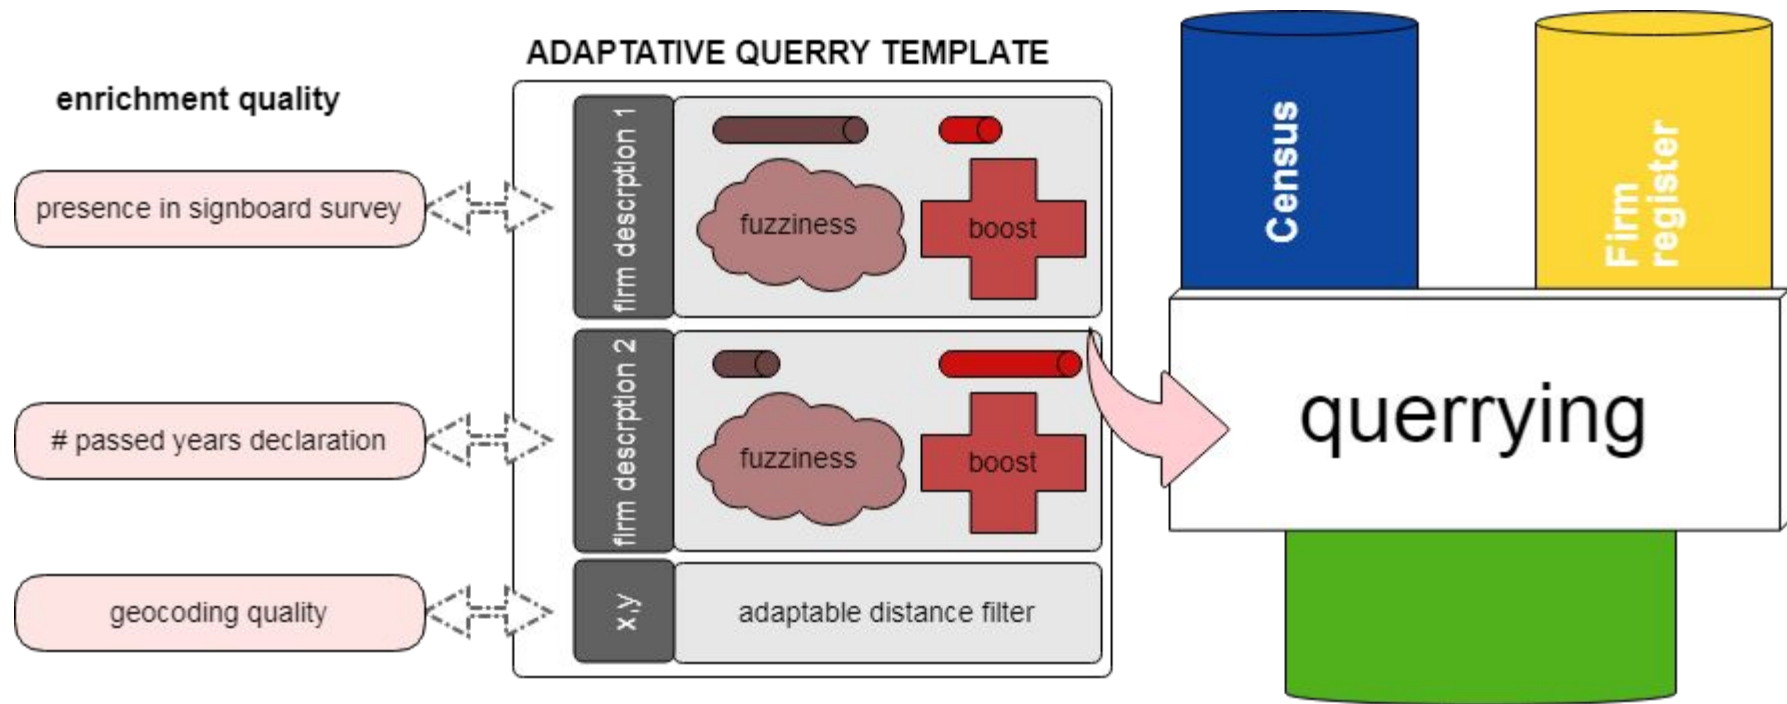 ADAPTATIVE QUERRY TEMPLATE
enrichment quality
presence in signboard survey
# passed years declaration
geocoding quality
firm descrption 1
fuzziness
boost
firm descrption 2
fuzziness
boost
x,y
adaptable distance filter
Census
Firm
register
querrying